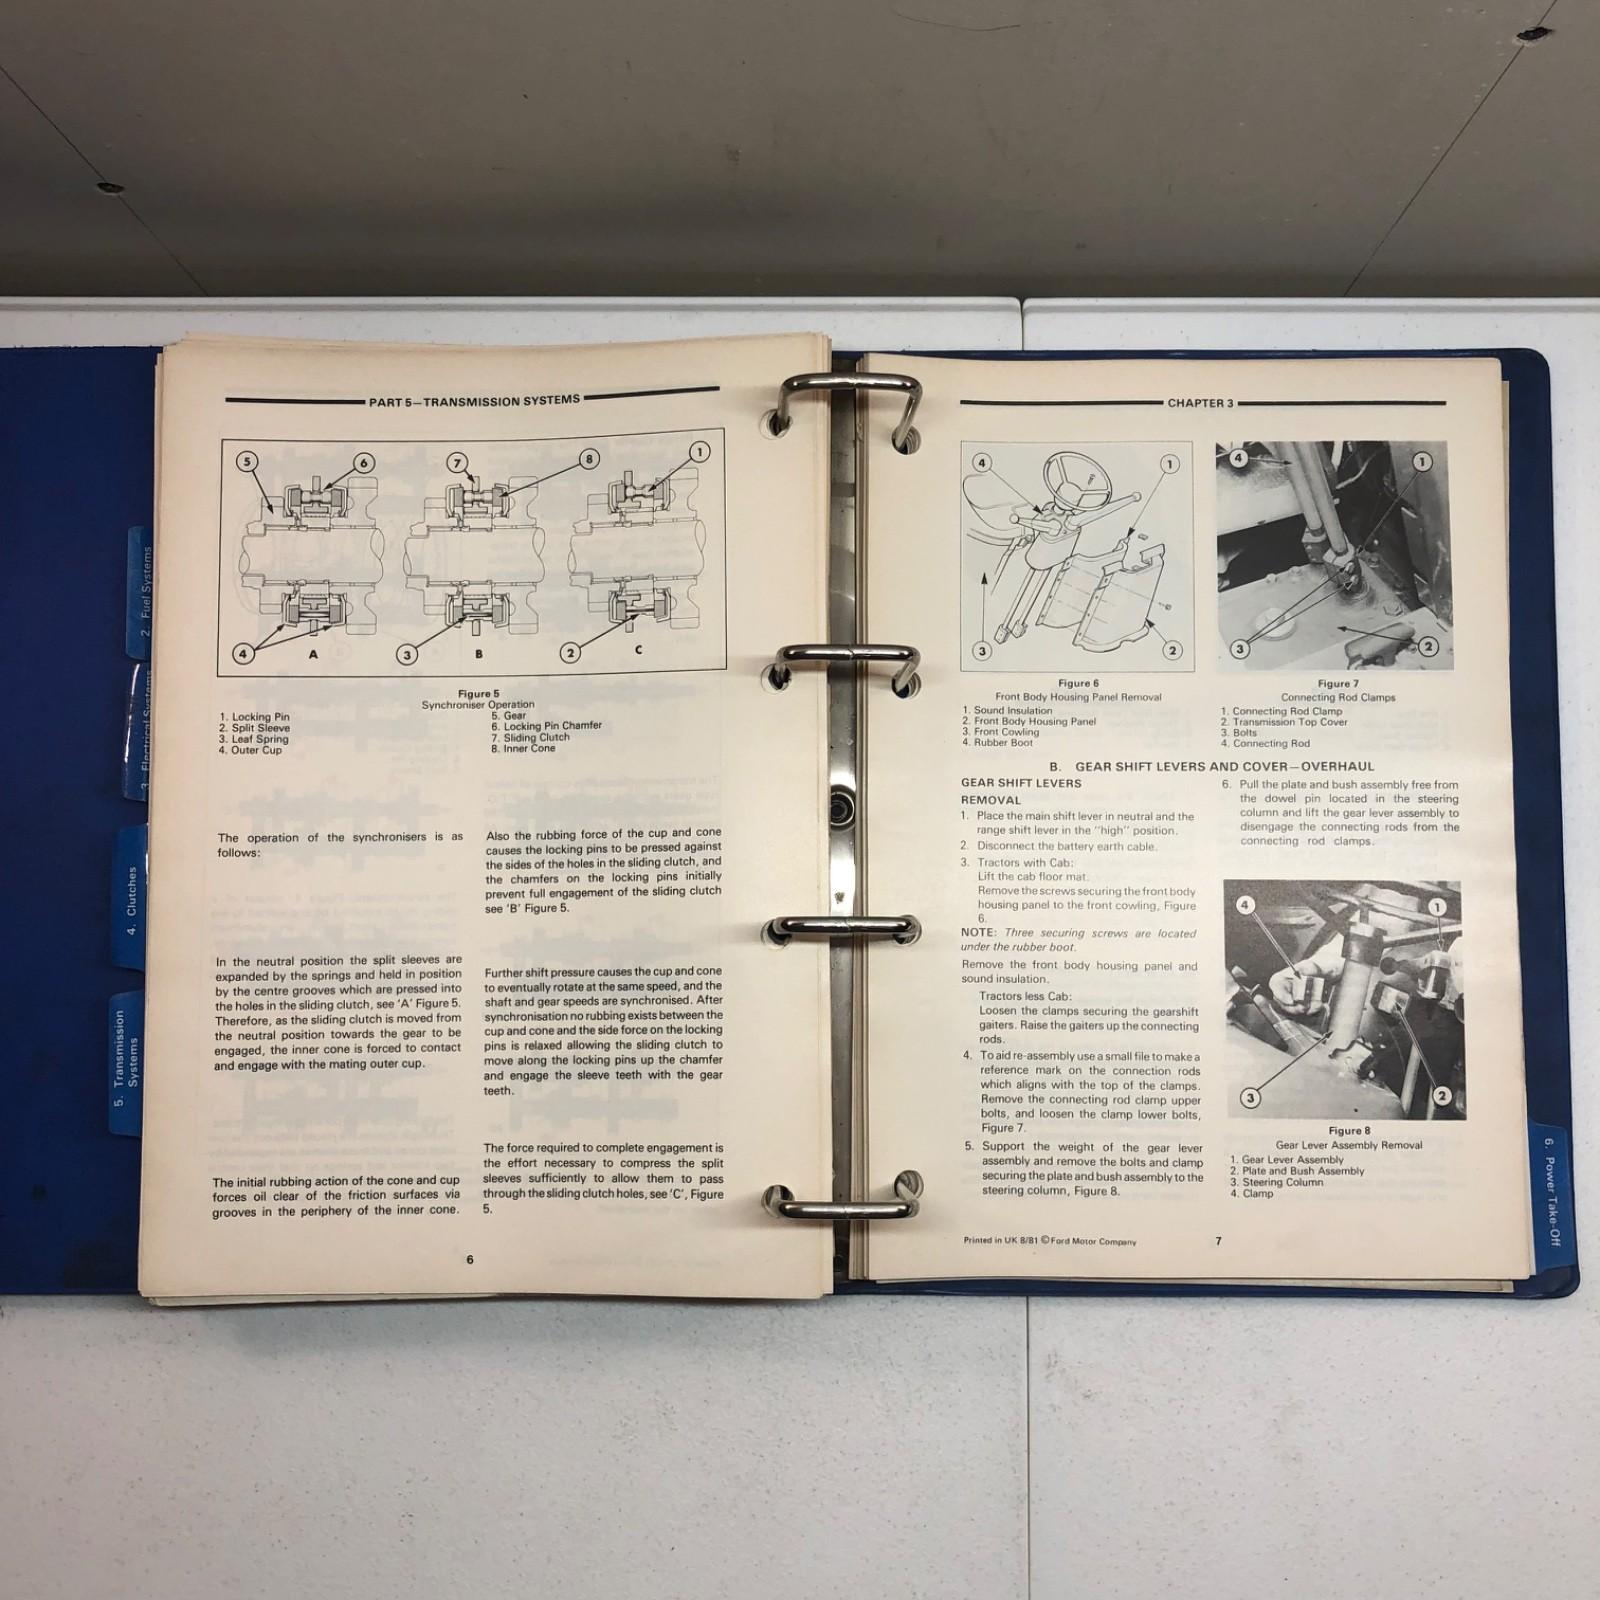 2. Fuel Systems
3. Electrical Systems
4. Clutches
5. Transmission
Systems
PART 5—TRANSMISSION SYSTEMS
5
6
7
8
1
4
A
3
B
2
C
Figure 5
Synchroniser Operation
1. Locking Pin
2. Split Sleeve
3. Leaf Spring
4. Outer Cup
5. Gear
6. Locking Pin Chamfer
7. Sliding Clutch
8. Inner Cone
The operation of the synchronisers is as
follows:
In the neutral position the split sleeves are
expanded by the springs and held in position
by the centre grooves which are pressed into
the holes in the sliding clutch, see 'A' Figure 5.
Therefore, as the sliding clutch is moved from
the neutral position towards the gear to be
engaged, the inner cone is forced to contact
and engage with the mating outer cup.
The initial rubbing action of the cone and cup
forces oil clear of the friction surfaces via
grooves in the periphery of the inner cone.
Also the rubbing force of the cup and cone
causes the locking pins to be pressed against
the sides of the holes in the sliding clutch, and
the chamfers on the locking pins initially
prevent full engagement of the sliding clutch
see 'B' Figure 5.
Further shift pressure causes the cup and cone
to eventually rotate at the same speed, and the
shaft and gear speeds are synchronised. After
synchronisation no rubbing exists between the
cup and cone and the side force on the locking
pins is relaxed allowing the sliding clutch to
move along the locking pins up the chamfer
and engage the sleeve teeth with the gear
teeth.
The force required to complete engagement is
the effort necessary to compress the split
sleeves sufficiently to allow them to pass
through the sliding clutch holes, see 'C', Figure
5.
6
CHAPTER 3
4
1
3
2
Figure 6
Front Body Housing Panel Removal
1. Sound Insulation
2. Front Body Housing Panel
3. Front Cowling
4. Rubber Boot
4
1
3
2
Figure 7
Connecting Rod Clamps
1. Connecting Rod Clamp
2. Transmission Top Cover
3. Bolts
4. Connecting Rod
B. GEAR SHIFT LEVERS AND COVER—OVERHAUL
GEAR SHIFT LEVERS
REMOVAL
1. Place the main shift lever in neutral and the
range shift lever in the "high" position.
2. Disconnect the battery earth cable.
3. Tractors with Cab:
Lift the cab floor mat.
Remove the screws securing the front body
housing panel to the front cowling, Figure
6.
NOTE: Three securing screws are located
under the rubber boot.
Remove the front body housing panel and
sound insulation.
Tractors less Cab:
Loosen the clamps securing the gearshift
gaiters. Raise the gaiters up the connecting
rods.
4. To aid re-assembly use a small file to make a
reference mark on the connection rods
which aligns with the top of the clamps.
Remove the connecting rod clamp upper
bolts, and loosen the clamp lower bolts,
Figure 7.
5. Support the weight of the gear lever
assembly and remove the bolts and clamp
securing the plate and bush assembly to the
steering column, Figure 8.
6. Pull the plate and bush assembly free from
the dowel pin located in the steering
column and lift the gear lever assembly to
disengage the connecting rods from the
connecting rod clamps.
4
1
3
2
Figure 8
Gear Lever Assembly Removal
1. Gear Lever Assembly
2. Plate and Bush Assembly
3. Steering Column
4. Clamp
Printed in UK 8/81 © Ford Motor Company
7
6. Power Take-Off